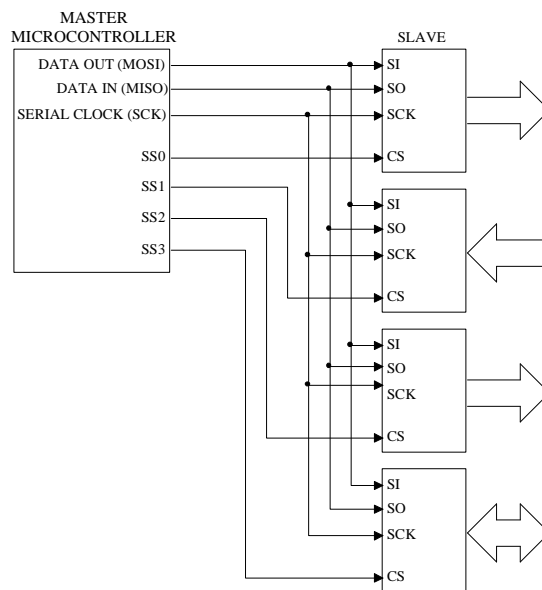 MASTER
MICROCONTROLLER
SLAVE
DATA OUT (MOSI)
DATA IN (MISO)
SERIAL CLOCK (SCK)
SS0
SS1
SS2
SS3
SI
SO
SCK
CS
SI
SO
SCK
CS
SI
SO
SCK
CS
SI
SO
SCK
CS